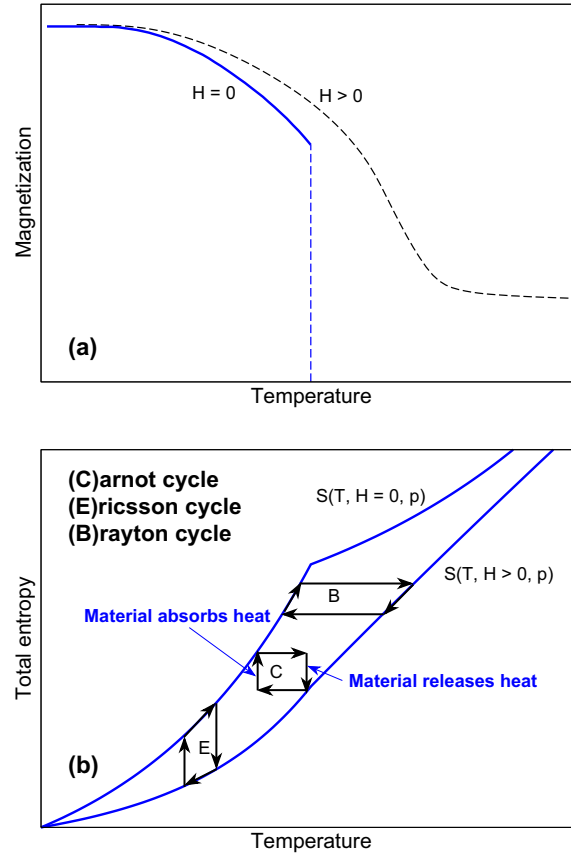 Magnetization
H = 0
H > 0
(a)
Temperature
Total entropy
(C)arnot cycle
(E)ricsson cycle
(B)rayton cycle
S(T, H = 0, p)
S(T, H > 0, p)
B
Material absorbs heat
C
Material releases heat
E
(b)
Temperature